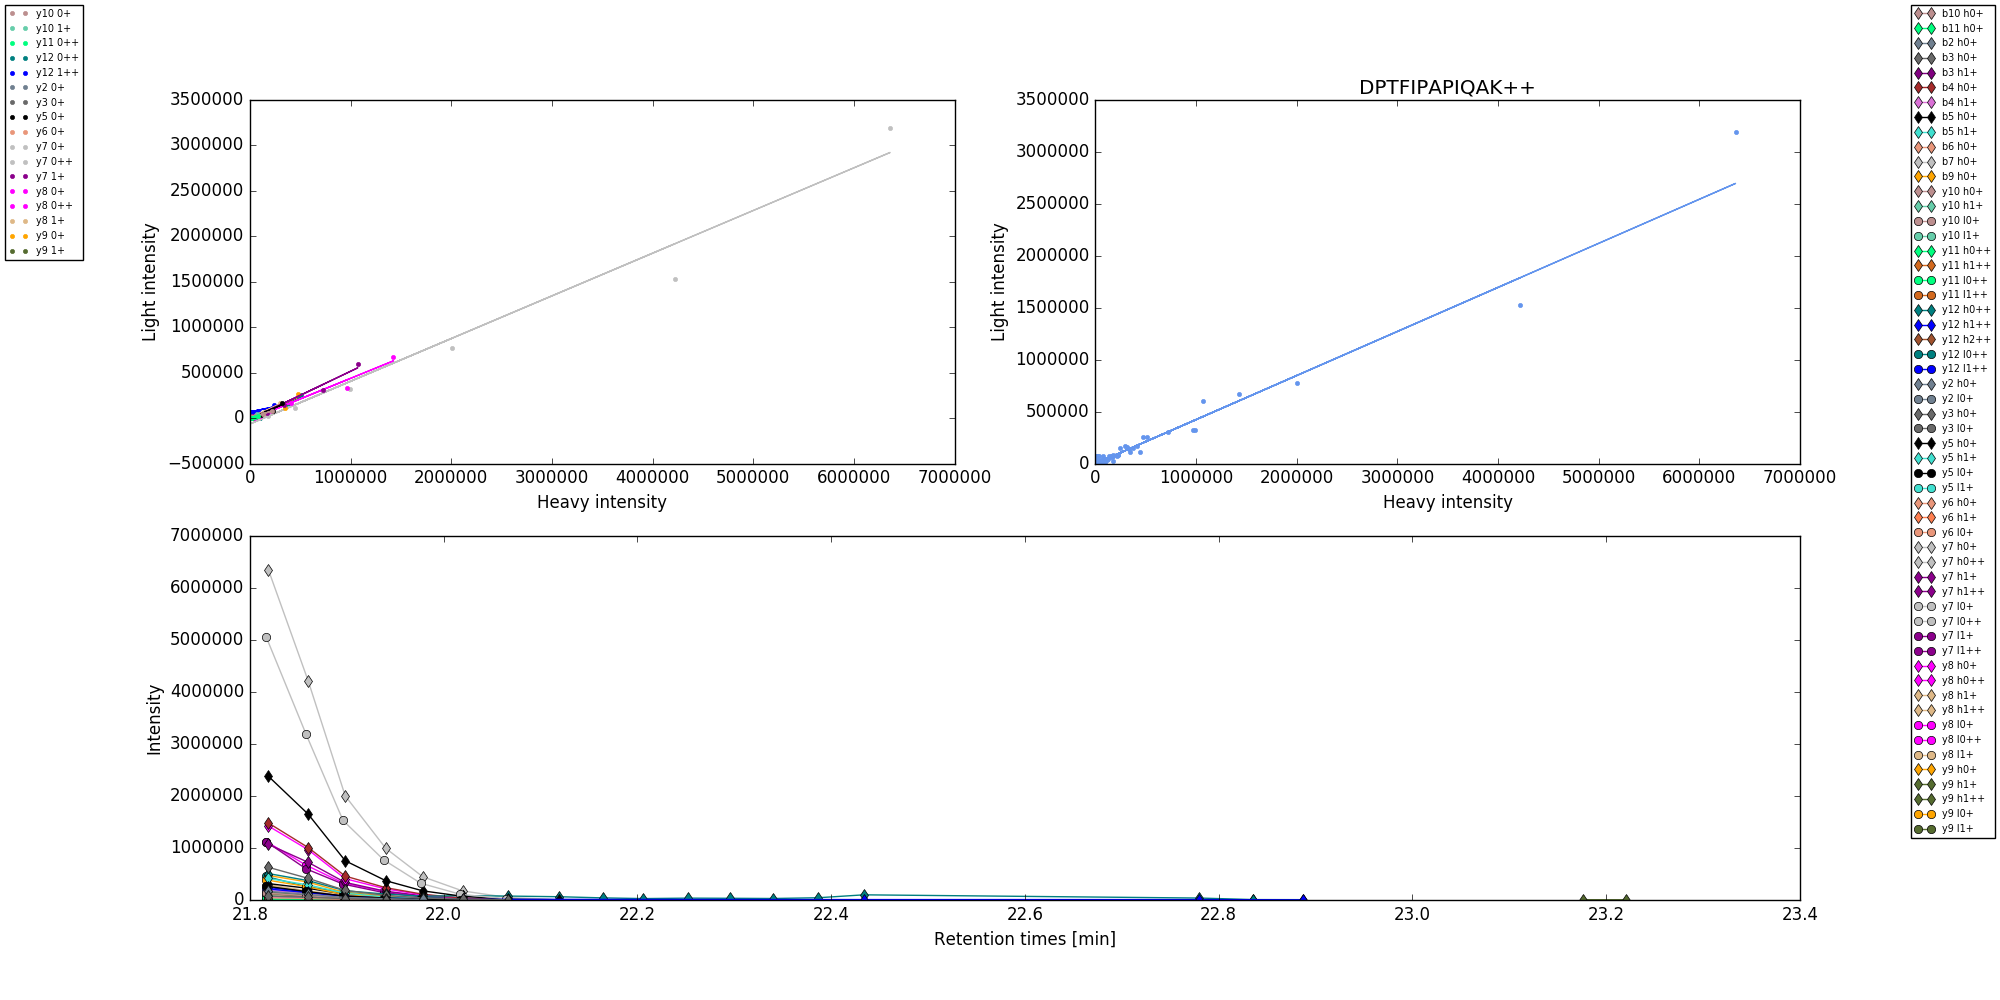 y10 0+
y10 1+
y11 0++
y12 0++
y12 1++
y2 0+
y3 0+
y5 0+
y6 0+
y7 0+
y7 0++
y7 1+
y8 0+
y8 0++
y8 1+
y9 0+
y9 1+
3500000
3000000
2500000
2000000
1500000
1000000
500000
0
−500000
Light intensity
0 1000000 2000000 3000000 4000000 5000000 6000000 7000000
Heavy intensity
DPTFIPAPIQAK++
3500000
3000000
2500000
2000000
1500000
1000000
500000
0
Light intensity
0 1000000 2000000 3000000 4000000 5000000 6000000 7000000
Heavy intensity
7000000
6000000
5000000
4000000
3000000
2000000
1000000
0
Intensity
21.8 22.0 22.2 22.4 22.6 22.8 23.0 23.2 23.4
Retention times [min]
b10 h0+
b11 h0+
b2 h0+
b3 h0+
b3 h1+
b4 h0+
b4 h1+
b5 h0+
b5 h1+
b6 h0+
b7 h0+
b9 h0+
y10 h0+
y10 h1+
y10 l0+
y10 l1+
y11 h0++
y11 h1++
y11 l0++
y11 l1++
y12 h0++
y12 h1++
y12 h2++
y12 l0++
y12 l1++
y2 h0+
y2 l0+
y3 h0+
y3 l0+
y5 h0+
y5 h1+
y5 l0+
y5 l1+
y6 h0+
y6 h1+
y6 l0+
y7 h0+
y7 h0++
y7 h1+
y7 h1++
y7 l0+
y7 l0++
y7 l1+
y7 l1++
y8 h0+
y8 h0++
y8 h1+
y8 h1++
y8 l0+
y8 l0++
y8 l1+
y9 h0+
y9 h1+
y9 h1++
y9 l0+
y9 l1+